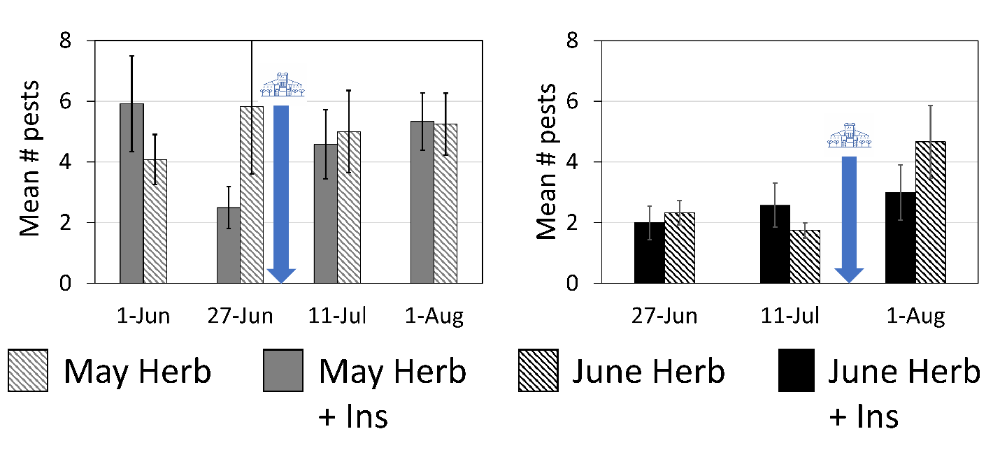 Mean # pests
8
6
4
2
0
1-Jun
27-Jun
11-Jul
1-Aug
Mean # pests
8
6
4
2
0
27-Jun
11-Jul
1-Aug
May Herb
May Herb
+ Ins
June Herb
June Herb
+ Ins